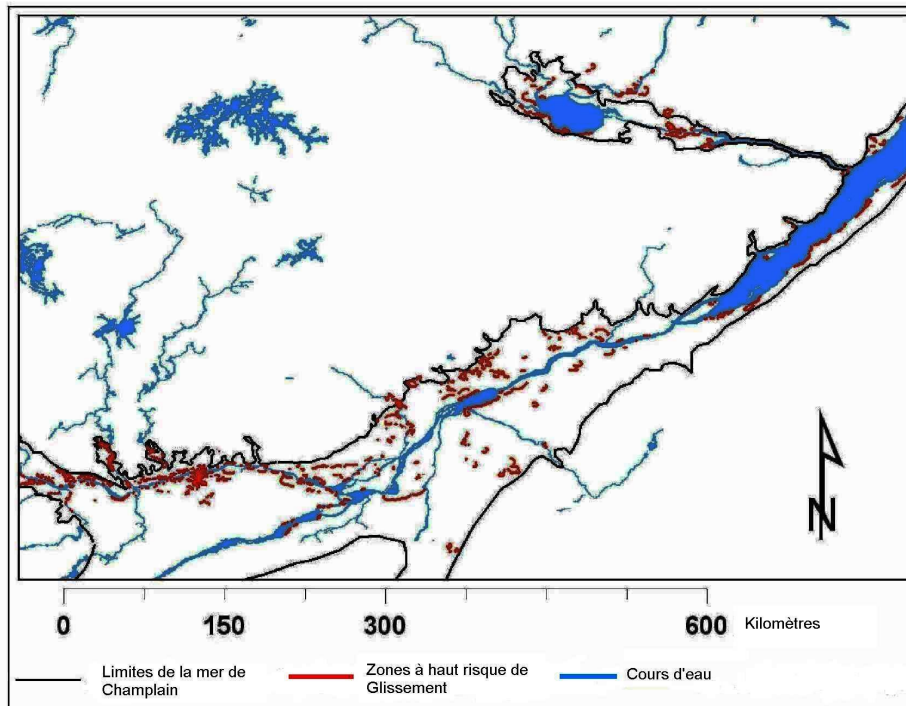 N
0 150 300 600 Kilomètres
Limites de la mer de
Champlain
Zones à haut risque de
Glissement
Cours d'eau